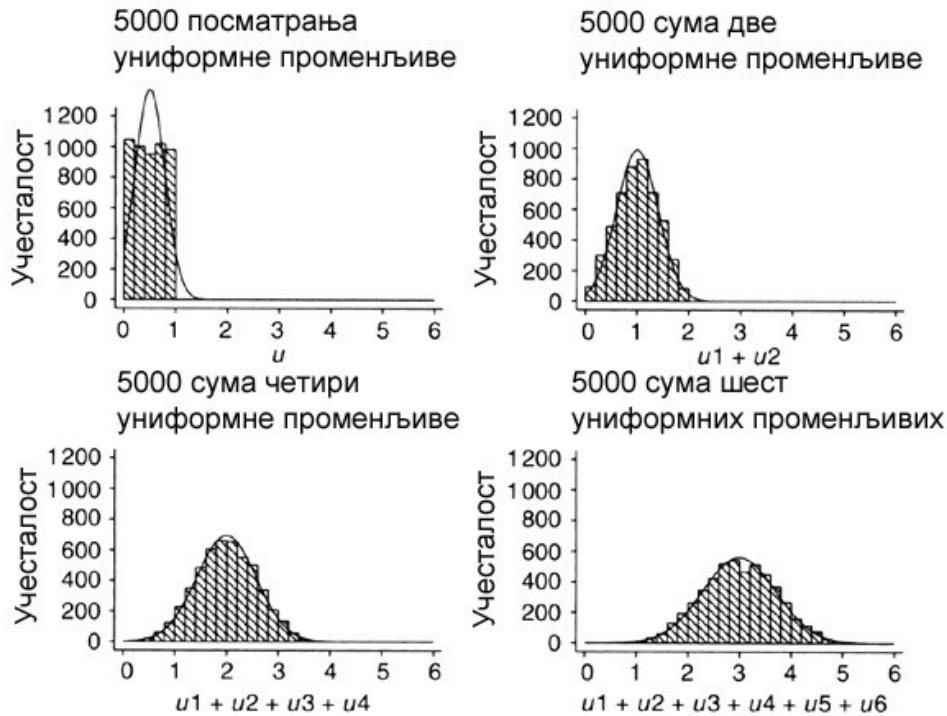 5000 посматрања
униформне променљиве
Учесталост
1200
1000
800
600
400
200
0
0 1 2 3 4 5 6
u
5000 сума две
униформне променљиве
Учесталост
1200
1000
800
600
400
200
0
0 1 2 3 4 5 6
u1 + u2
5000 сума четири
униформне променљиве
Учесталост
1200
1000
800
600
400
200
0
0 1 2 3 4 5 6
u1 + u2 + u3 + u4
5000 сума шест
униформних променљивих
Учесталост
1200
1000
800
600
400
200
0
0 1 2 3 4 5 6
u1 + u2 + u3 + u4 + u5 + u6